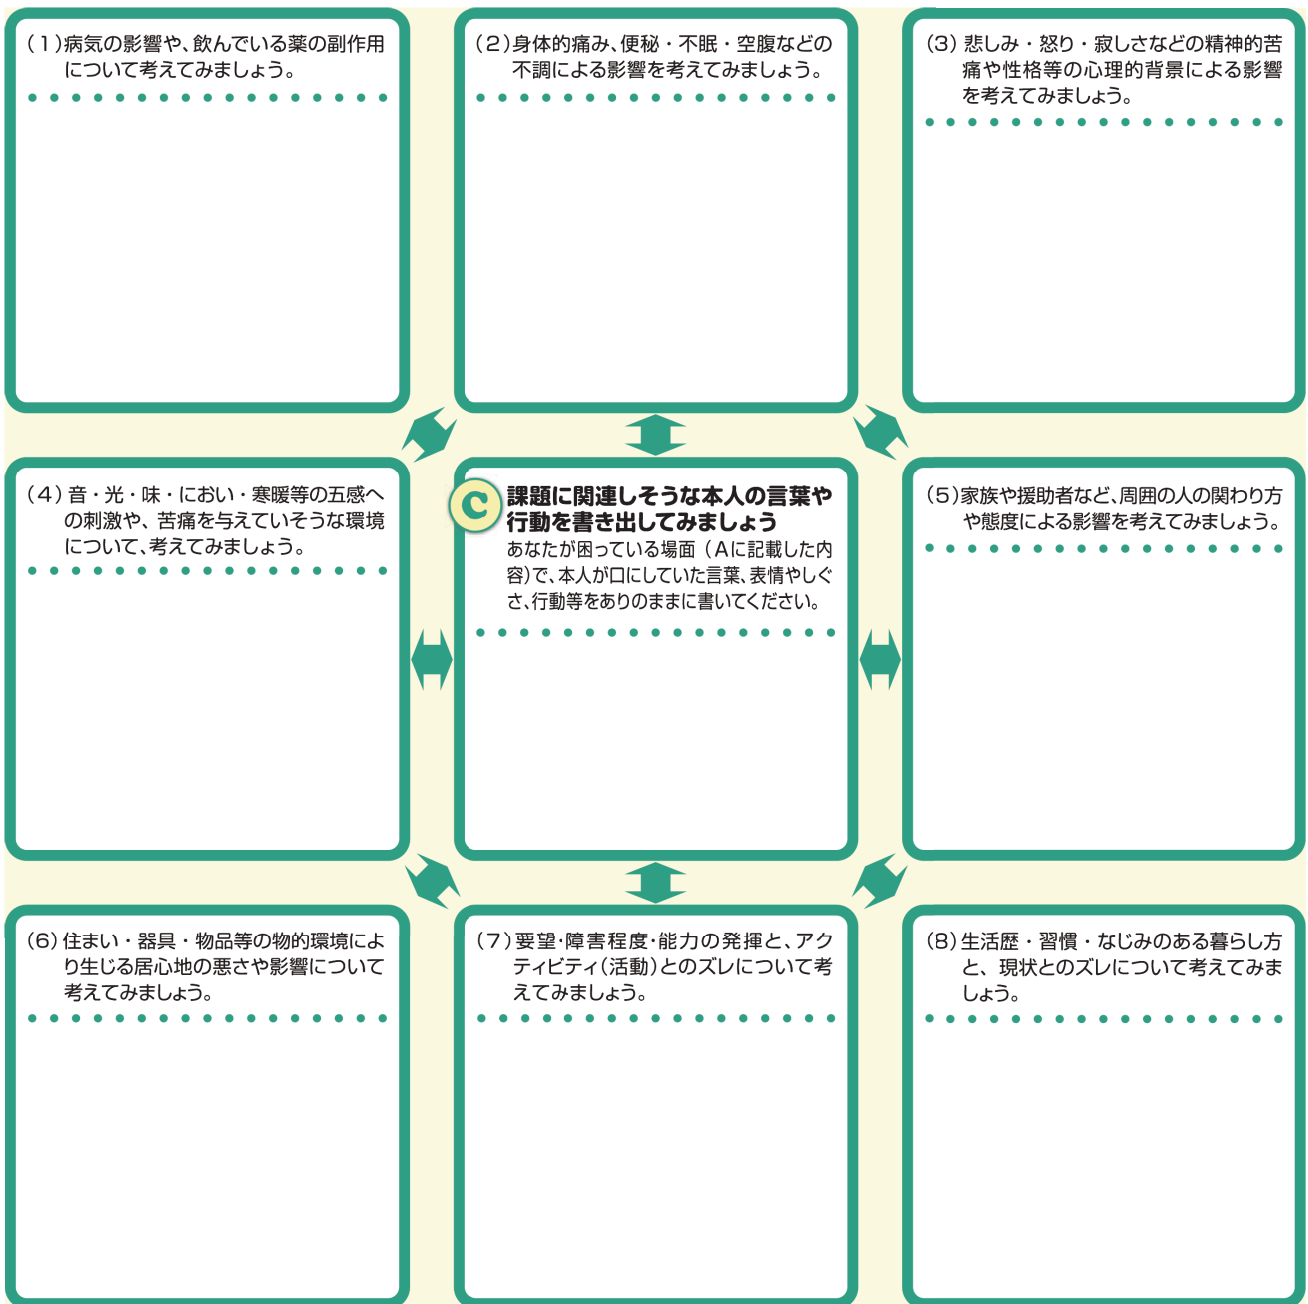 (1)病気の影響や、飲んでいる薬の副作用
について考えてみましょう。
(2)身体的痛み、便秘・不眠・空腹などの
不調による影響を考えてみましょう。
(3)悲しみ・怒り・寂しさなどの精神的苦
痛や性格等の心理的背景による影響
を考えてみましょう。
(4)音・光・味・におい・寒暖等の五感へ
の刺激や、苦痛を与えていそうな環境
について、考えてみましょう。
C
課題に関連しそうな本人の言葉や
行動を書き出してみましょう
あなたが困っている場面(Aに記載した内
容)で、本人が口にしていた言葉、表情やしぐ
さ、行動等をありのままに書いてください。
(5)家族や援助者など、周囲の人の関わり方
や態度による影響を考えてみましょう。
(6)住まい・器具・物品等の物的環境によ
り生じる居心地の悪さや影響について
考えてみましょう。
(7)要望・障害程度・能力の発揮と、アク
ティビティ(活動)とのズレについて考
えてみましょう。
(8)生活歴・習慣・なじみのある暮らし方
と、現状とのズレについて考えてみま
しょう。